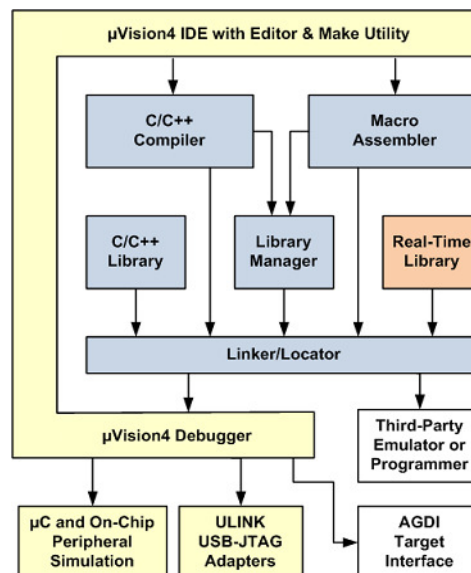 µVision4 IDE with Editor & Make Utility
C/C++
Compiler
Macro
Assembler
C/C++
Library
Library
Manager
Real-Time
Library
Linker/Locator
µVision4 Debugger
Third-Party
Emulator or
Programmer
µC and On-Chip
Peripheral
Simulation
ULINK
USB-JTAG
Adapters
AGDI
Target
Interface